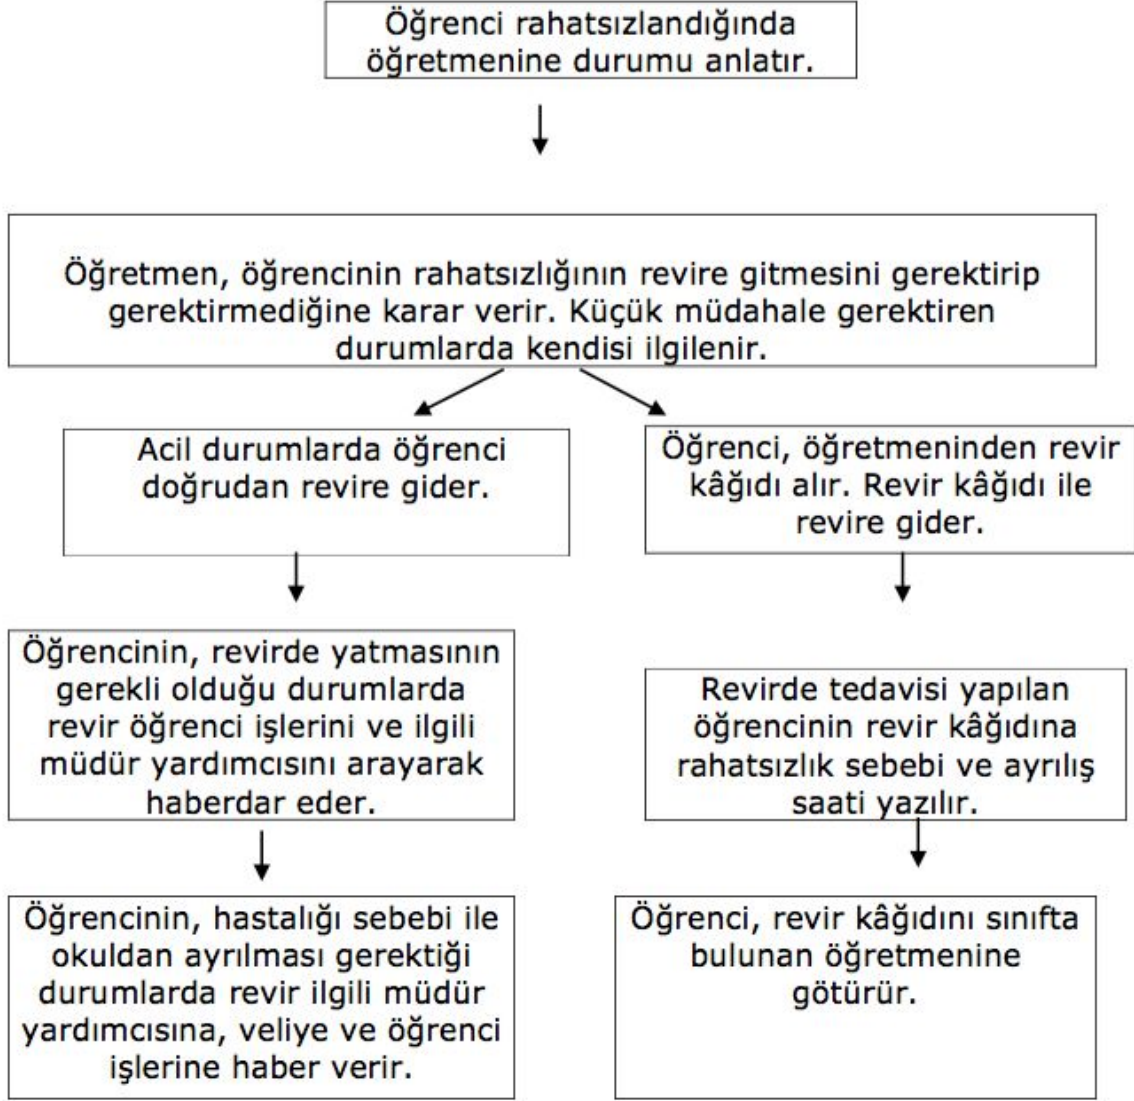 Öğrenci rahatsızlandığında
öğretmenine durumu anlatır.
Öğretmen, öğrencinin rahatsızlığının revire gitmesini gerektirip
gerektirmediğine karar verir. Küçük müdahale gerektiren
durumlarda kendisi ilgilenir.
Acil durumlarda öğrenci
doğrudan revire gider.
Öğrenci, öğretmeninden revir
kâğıdı alır. Revir kâğıdı ile
revire gider.
Öğrencinin, revirde yatmasının
gerekli olduğu durumlarda
revir öğrenci işlerini ve ilgili
müdür yardımcısını arayarak
haberdar eder.
Revirde tedavisi yapılan
öğrencinin revir kâğıdına
rahatsızlık sebebi ve ayrılış
saati yazılır.
Öğrencinin, hastalığı sebebi ile
okuldan ayrılması gerektiği
durumlarda revir ilgili müdür
yardımcısına, veliye ve öğrenci
işlerine haber verir.
Öğrenci, revir kâğıdını sınıfta
bulunan öğretmenine
götürür.